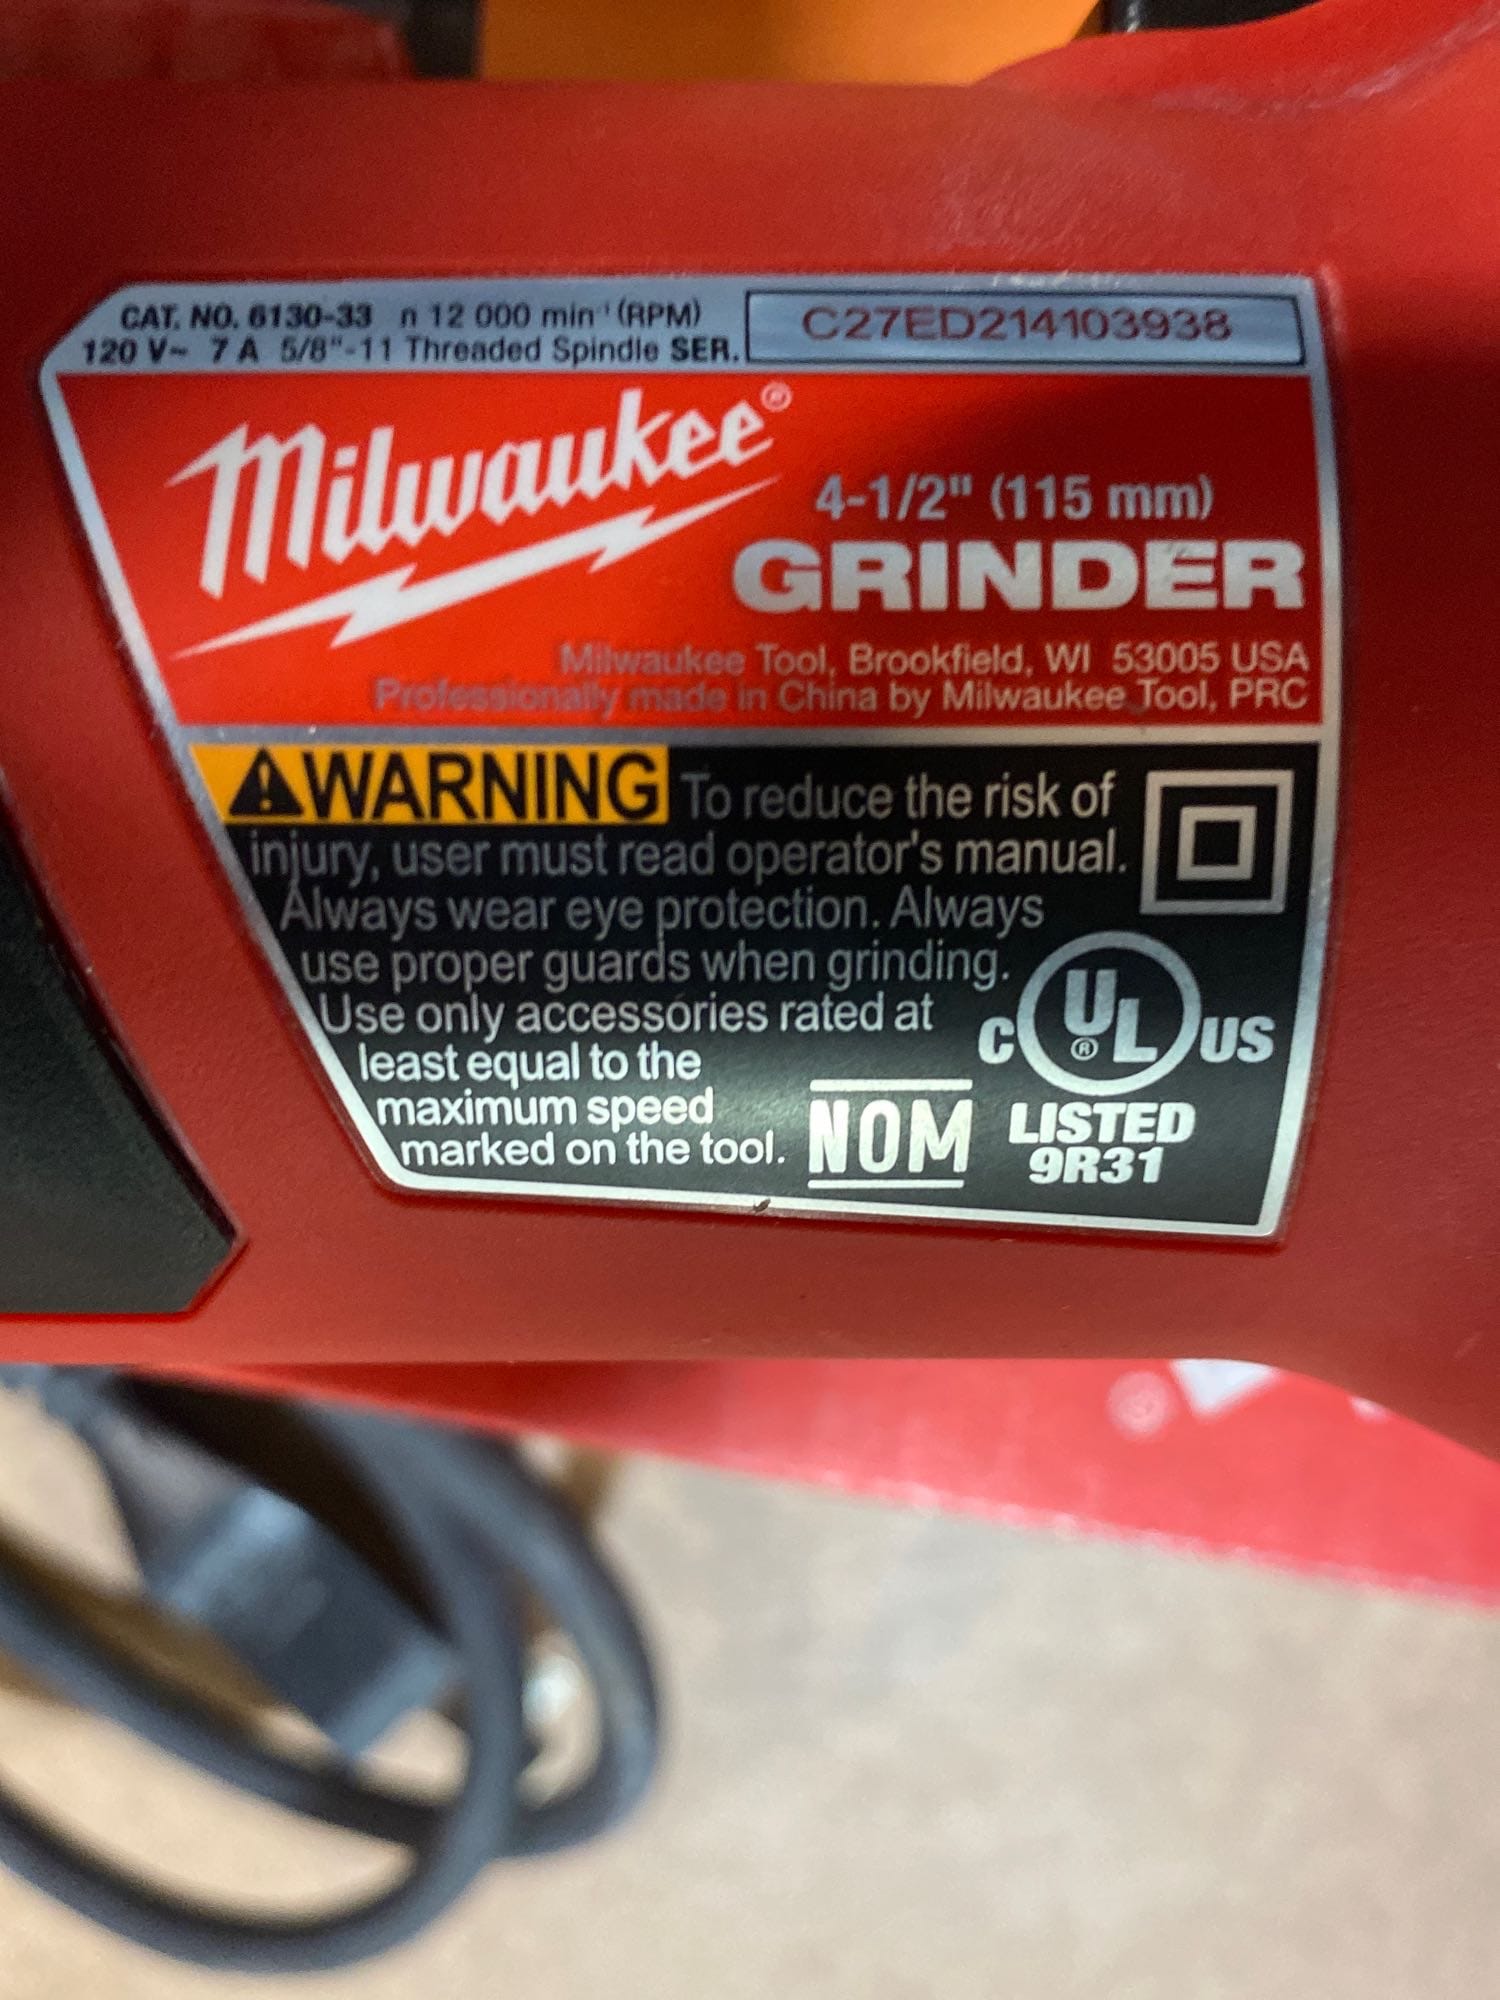 CAT. NO. 6130-33 n 12 000 min⁻¹ (RPM)
120 V~ 7 A 5/8"-11 Threaded Spindle SER.
C27ED214103938
Milwaukee®
4-1/2" (115 mm)
GRINDER
Milwaukee Tool, Brookfield, WI 53005 USA
Professionally made in China by Milwaukee Tool, PRC
WARNING To reduce the risk of
injury, user must read operator's manual.
Always wear eye protection. Always
use proper guards when grinding.
Use only accessories rated at
least equal to the
maximum speed
marked on the tool.
NOM
C UL® US
LISTED
9R31